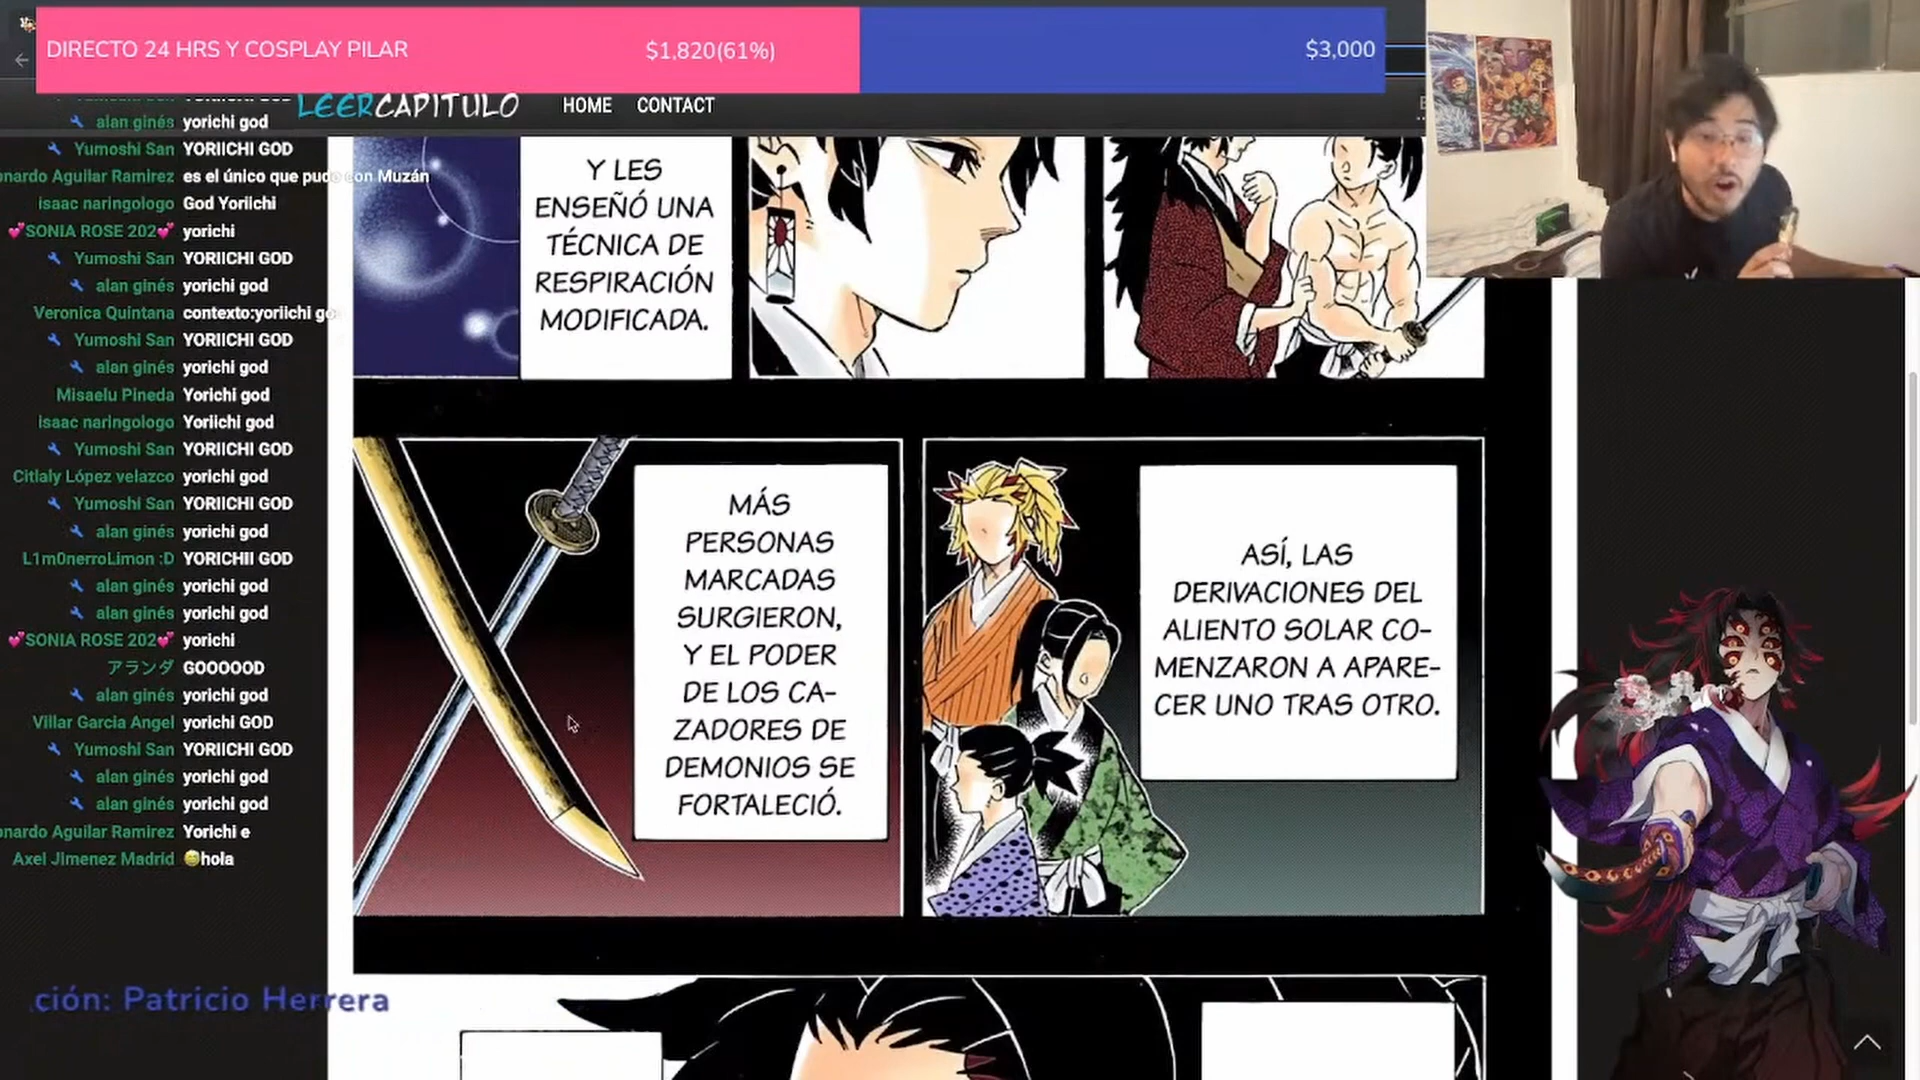 DIRECTO 24 HRS Y COSPLAY PILAR
$1,820(61%)
$3,000
LEERCAPITULO
HOME
CONTACT
alan ginés yorichi god
Yumoshi San YORIICHI GOD
onardo Aguilar Ramirez es el único que pudo con Muzán
isaac naringologo God Yoriichi
💕SONIA ROSE 202💕 yorichi
Yumoshi San YORIICHI GOD
alan ginés yorichi god
Veronica Quintana contexto:yoriichi go
Yumoshi San YORIICHI GOD
alan ginés yorichi god
Misaelu Pineda Yorichi god
isaac naringologo Yoriichi god
Yumoshi San YORIICHI GOD
Citlaly López velazco yorichi god
Yumoshi San YORIICHI GOD
alan ginés yorichi god
L1m0nerroLimon :D YORICHII GOD
alan ginés yorichi god
alan ginés yorichi god
💕SONIA ROSE 202💕 yorichi
アランダ GOOOOOD
alan ginés yorichi god
Villar Garcia Angel yorichi GOD
Yumoshi San YORIICHI GOD
alan ginés yorichi god
alan ginés yorichi god
onardo Aguilar Ramirez Yorichi e
Axel JImenez Madrid 😄hola
ción: Patricio Herrera
Y LES
ENSEÑÓ UNA
TÉCNICA DE
RESPIRACIÓN
MODIFICADA.
MÁS
PERSONAS
MARCADAS
SURGIERON,
Y EL PODER
DE LOS CA-
ZADORES DE
DEMONIOS SE
FORTALECIÓ.
ASÍ, LAS
DERIVACIONES DEL
ALIENTO SOLAR CO-
MENZARON A APARE-
CER UNO TRAS OTRO.